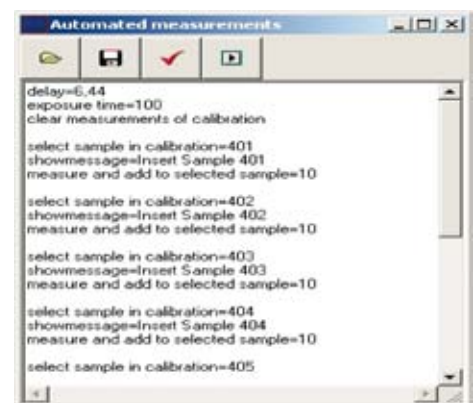 Automated measurements
delay=6,44
exposure time=100
clear measurements of calibration
select sample in calibration=401
showmessage=Insert Sample 401
measure and add to selected sample=10
select sample in calibration=402
showmessage=Insert Sample 402
measure and add to selected sample=10
select sample in calibration=403
showmessage=Insert Sample 403
measure and add to selected sample=10
select sample in calibration=404
showmessage=Insert Sample 404
measure and add to selected sample=10
select sample in calibration=405